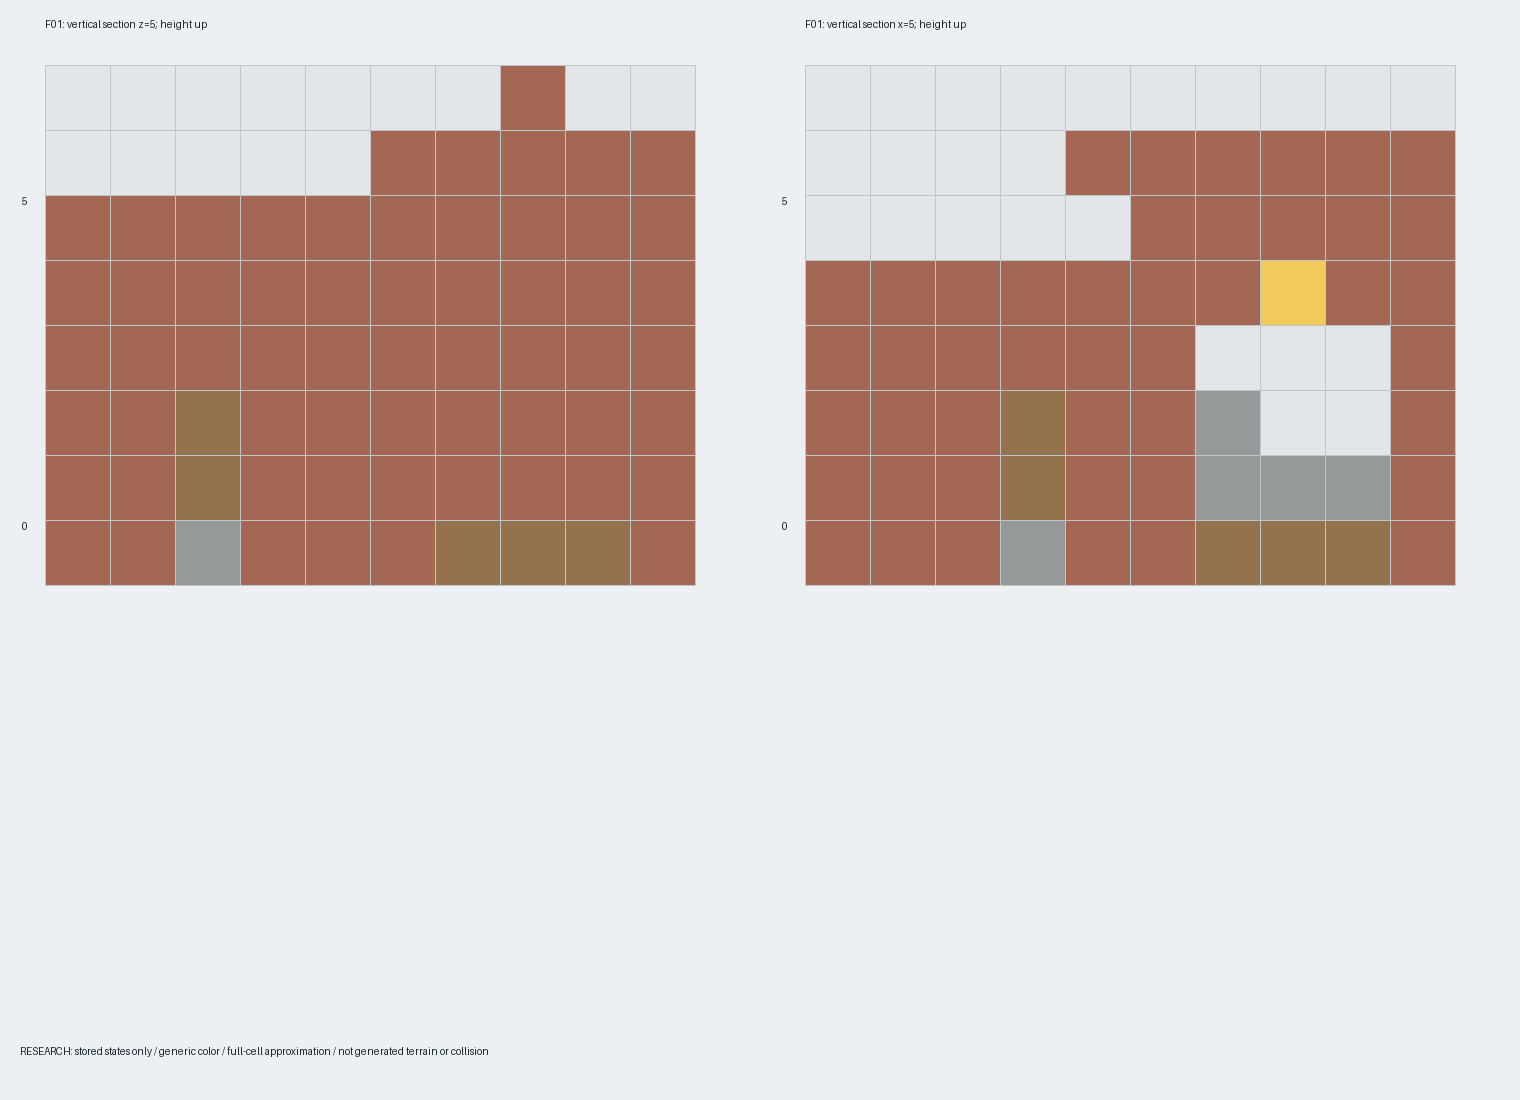 F01: vertical section z=5; height up
F01: vertical section x=5; height up
5
5
0
0
RESEARCH: stored states only / generic color / full-cell approximation / not generated terrain or collision